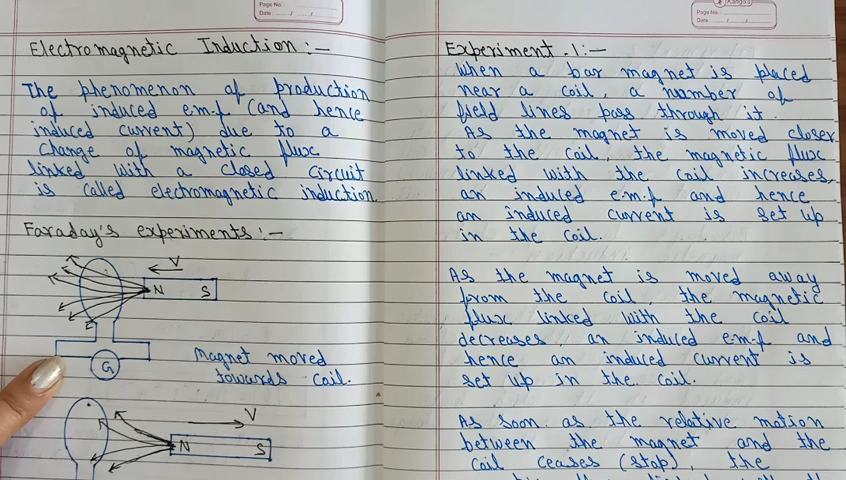 Page No.:
Date: / /
Electromagnetic Induction :-
The phenomenon of production
of induced e.m.f (and hence
induced current) due to a
change of magnetic flux
linked with a closed circuit
is called electromagnetic induction.
Faraday's experiments :-
V
N S
G
Magnet moved
towards coil.
V
N S
Page No.:
Date: / /
Experiment .1:-
When a bar magnet is placed
near a coil, a number of
field lines pass through it.
As the magnet is moved closer
to the coil, the magnetic flux
linked with the coil increases,
an induced e.m.f and hence
an induced current is set up
in the coil.
As the magnet is moved away
from the coil, the magnetic
flux linked with the coil
decreases, an induced e.m.f and
hence an induced current is
set up in the coil.
As soon as the relative motion
between the magnet and the
coil ceases (stop), the